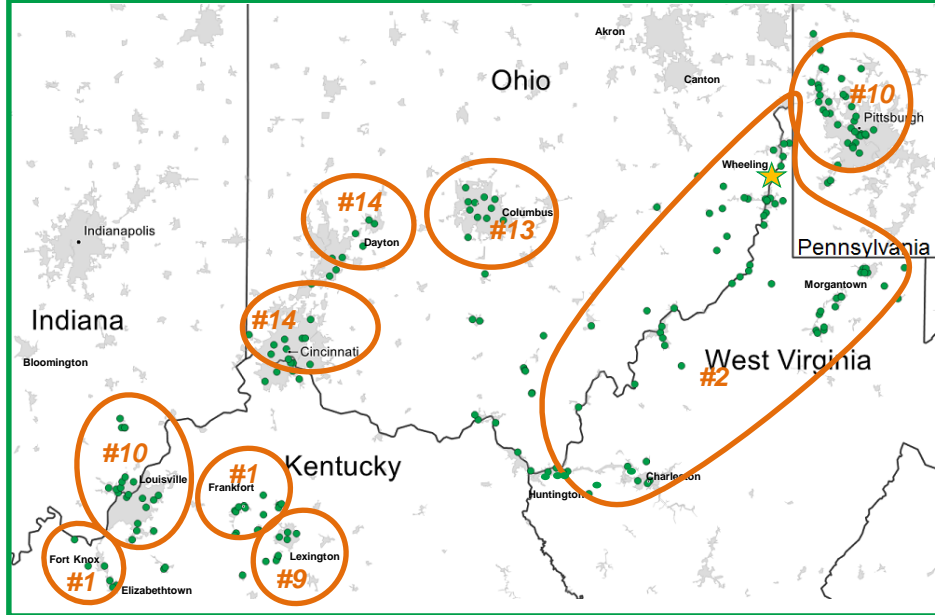 Akron
Ohio
Canton
#10
Pittsburgh
Wheeling
#14
Columbus
#13
Dayton
Indianapolis
Pennsylvania
Morgantown
Indiana
#14
Cincinnati
Bloomington
West Virginia
#2
#10
Louisville
#1
Kentucky
Frankfort
Huntington
Charleston
Fort Knox
#1
Elizabethtown
Lexington
#9